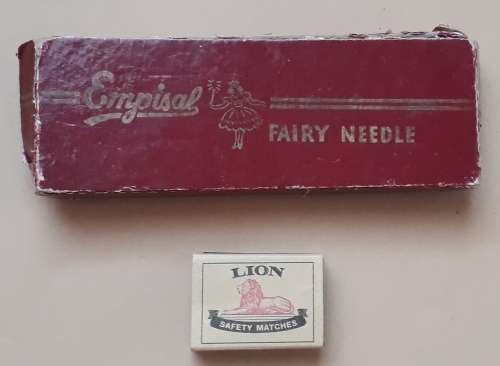 Empisal
FAIRY NEEDLE
LION
SAFETY MATCHES